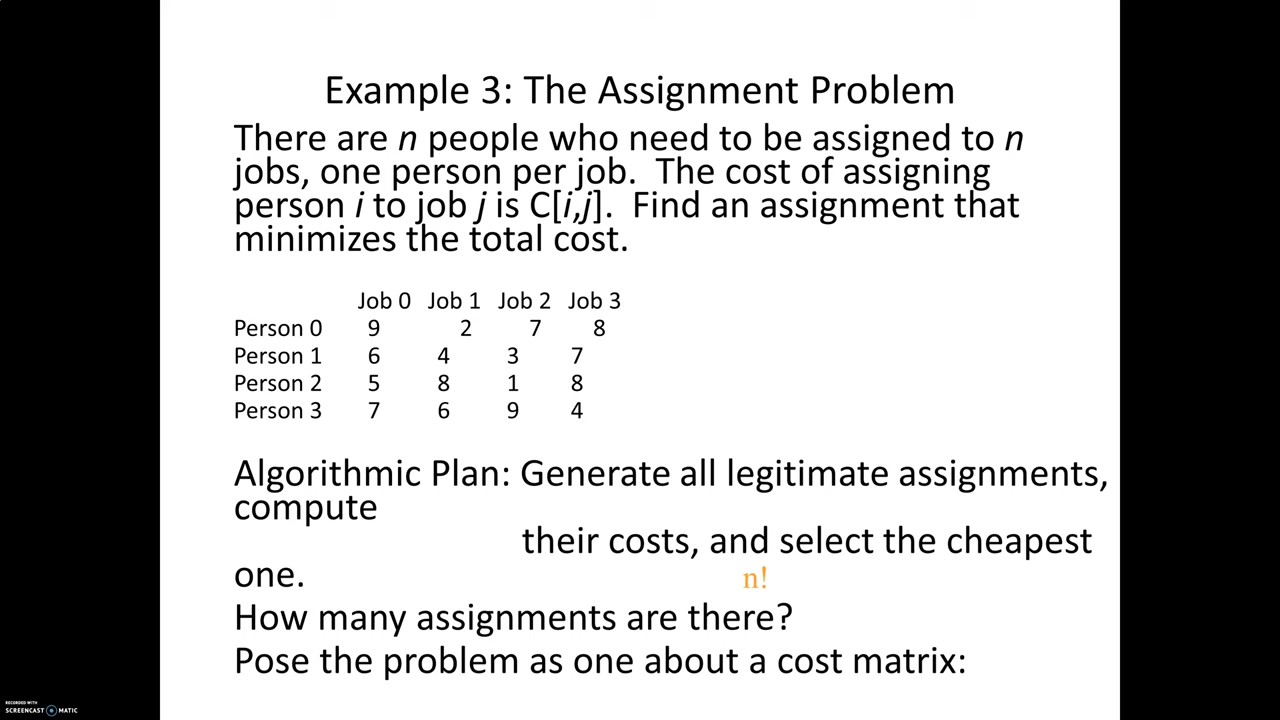 Example 3: The Assignment Problem
There are n people who need to be assigned to n
jobs, one person per job. The cost of assigning
person i to job j is C[i,j]. Find an assignment that
minimizes the total cost.
Job 0 Job 1 Job 2 Job 3
Person 0 9 2 7 8
Person 1 6 4 3 7
Person 2 5 8 1 8
Person 3 7 6 9 4
Algorithmic Plan: Generate all legitimate assignments,
compute
their costs, and select the cheapest
one.
n!
How many assignments are there?
Pose the problem as one about a cost matrix:
RECORDED WITH
SCREENCAST MATIC